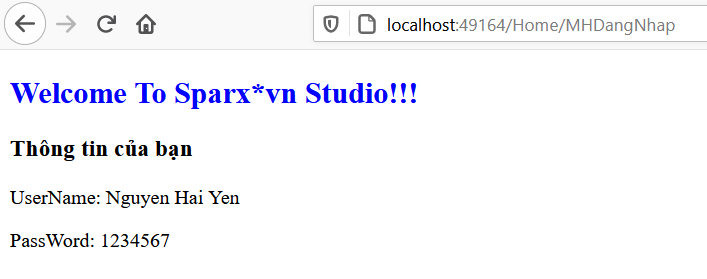 localhost:49164/Home/MHDangNhap
Welcome To Sparx*vn Studio!!!
Thông tin của bạn
UserName: Nguyen Hai Yen
PassWord: 1234567